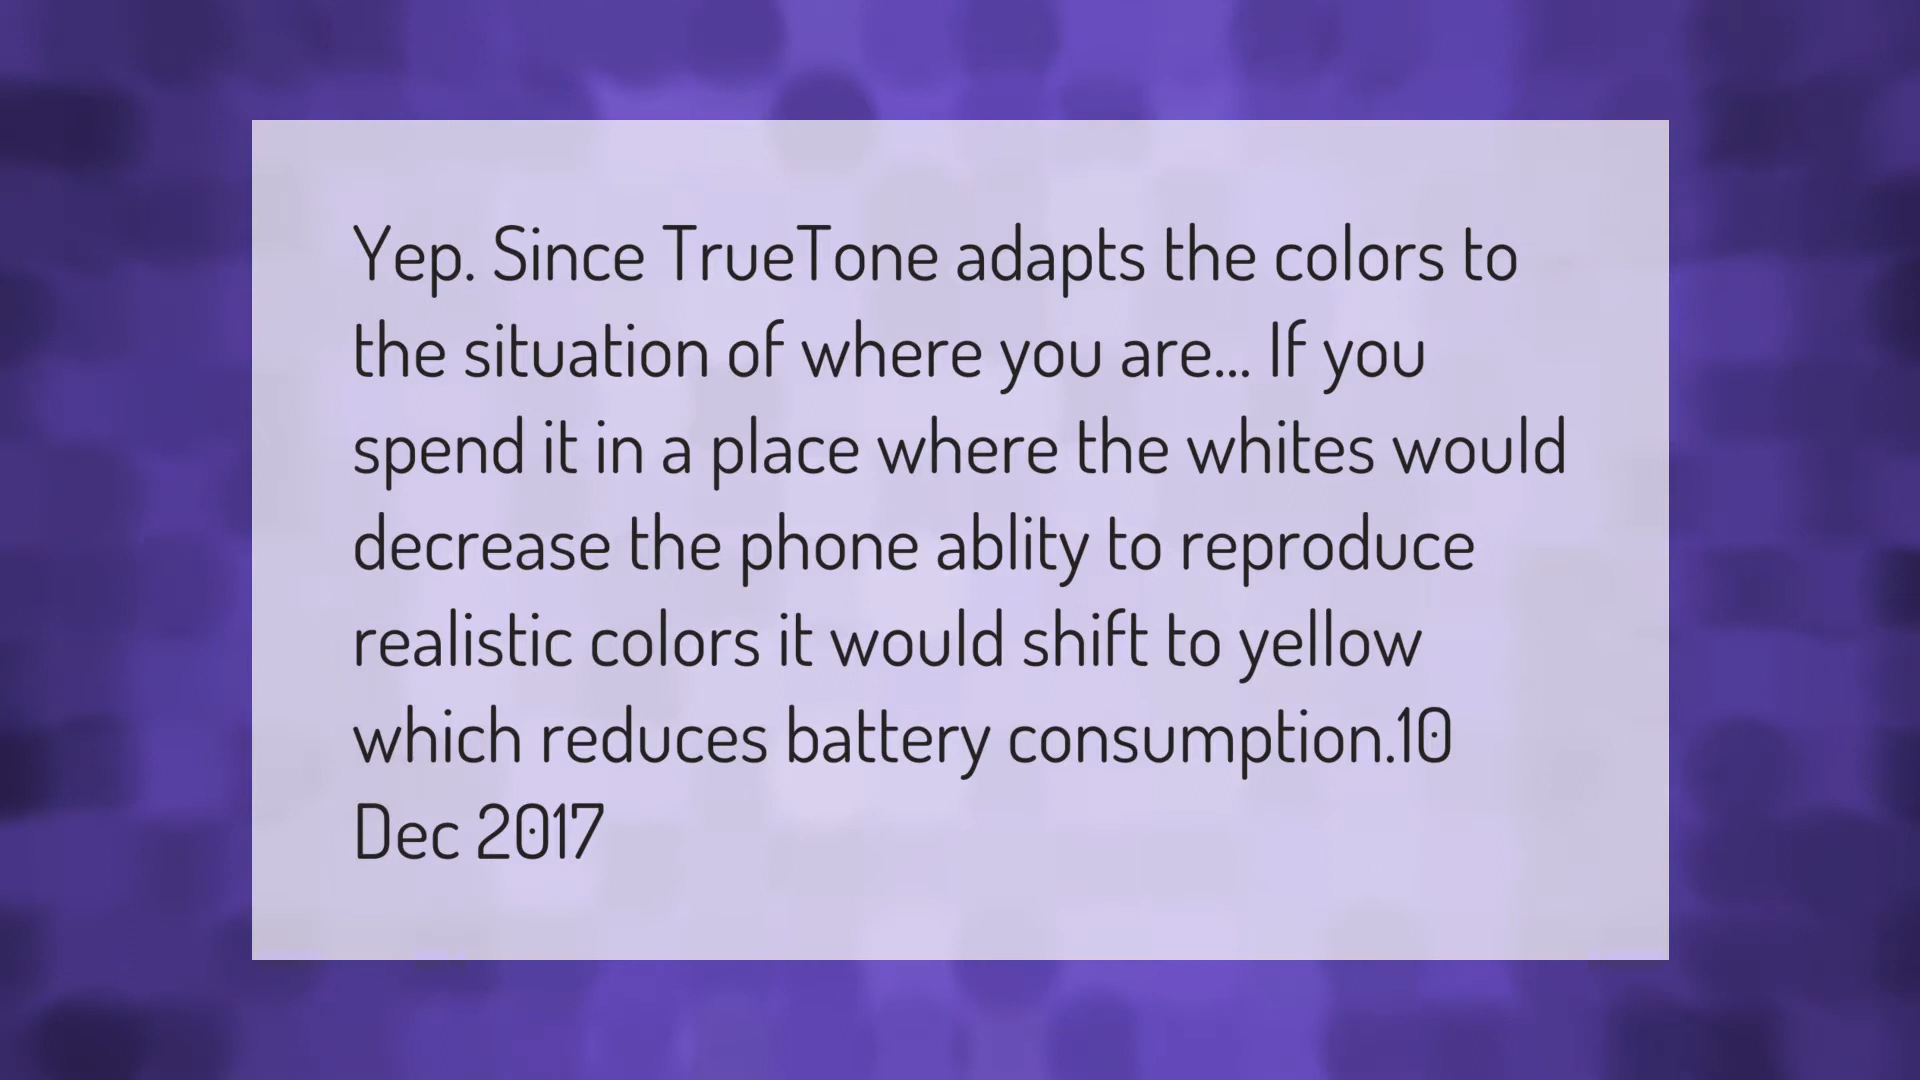 Yep. Since TrueTone adapts the colors to
the situation of where you are... If you
spend it in a place where the whites would
decrease the phone ablity to reproduce
realistic colors it would shift to yellow
which reduces battery consumption.10
Dec 2017